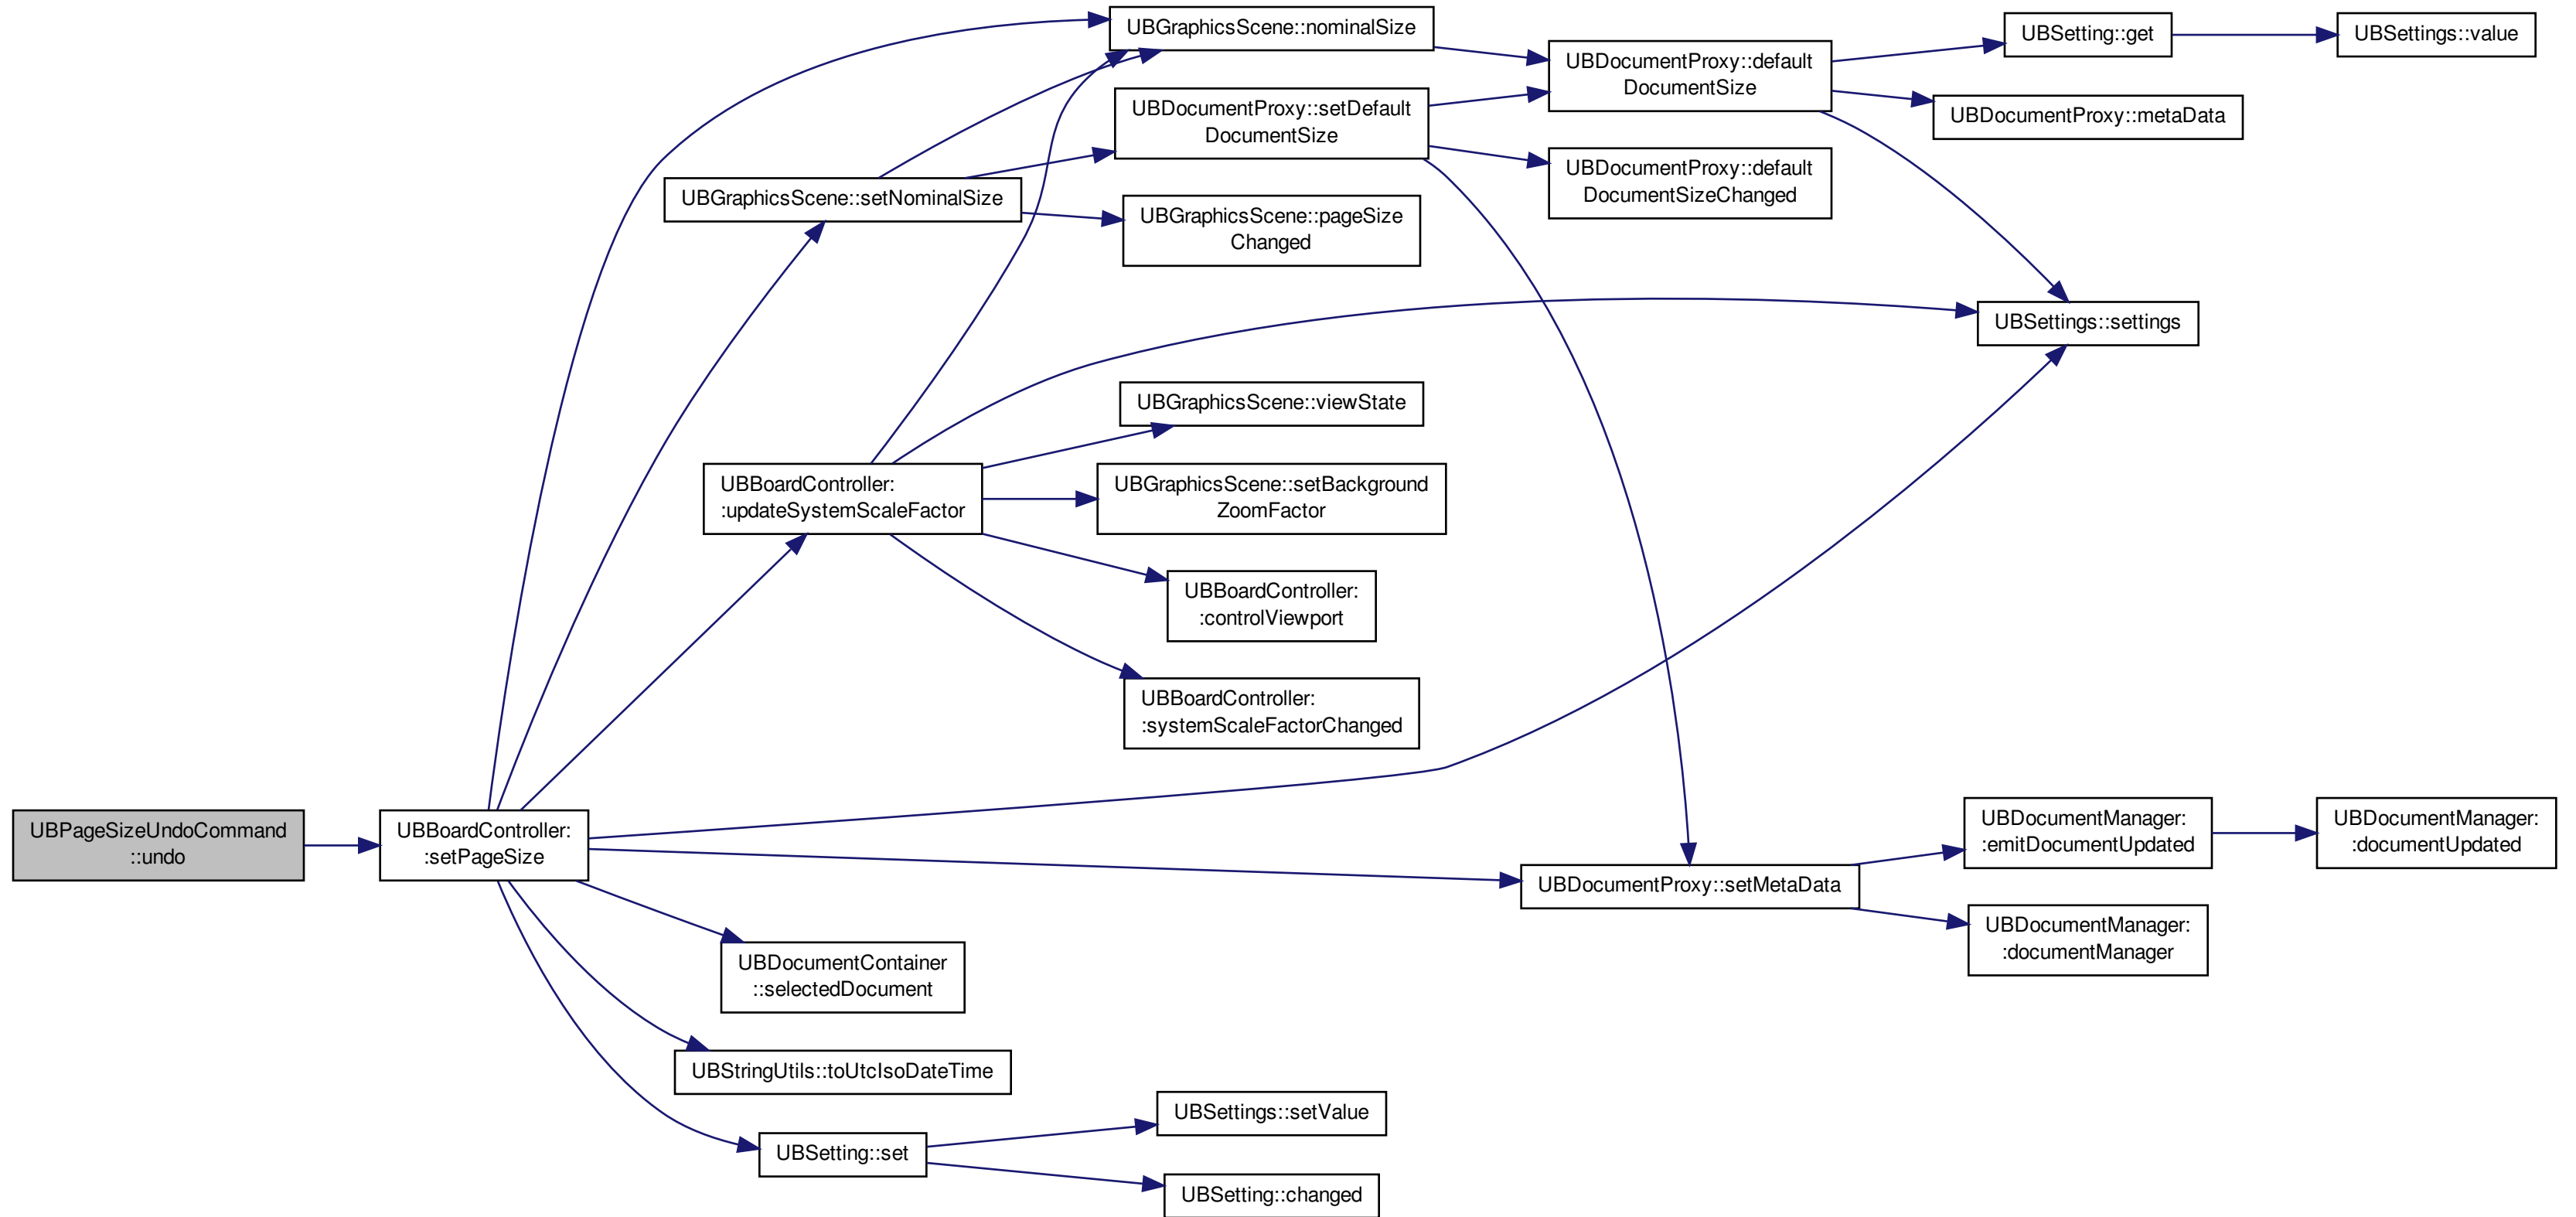 UBGraphicsScene::nominalSize
UBSetting::get
UBSettings::value
UBDocumentProxy::default
DocumentSize
UBDocumentProxy::setDefault
DocumentSize
UBDocumentProxy::metaData
UBDocumentProxy::default
DocumentSizeChanged
UBGraphicsScene::setNominalSize
UBGraphicsScene::pageSize
Changed
UBSettings::settings
UBGraphicsScene::viewState
UBBoardController:
:updateSystemScaleFactor
UBGraphicsScene::setBackground
ZoomFactor
UBBoardController:
:controlViewport
UBBoardController:
:systemScaleFactorChanged
UBPageSizeUndoCommand
::undo
UBBoardController:
:setPageSize
UBDocumentManager:
:emitDocumentUpdated
UBDocumentManager:
:documentUpdated
UBDocumentProxy::setMetaData
UBDocumentManager:
:documentManager
UBDocumentContainer
::selectedDocument
UBStringUtils::toUtcIsoDateTime
UBSettings::setValue
UBSetting::set
UBSetting::changed